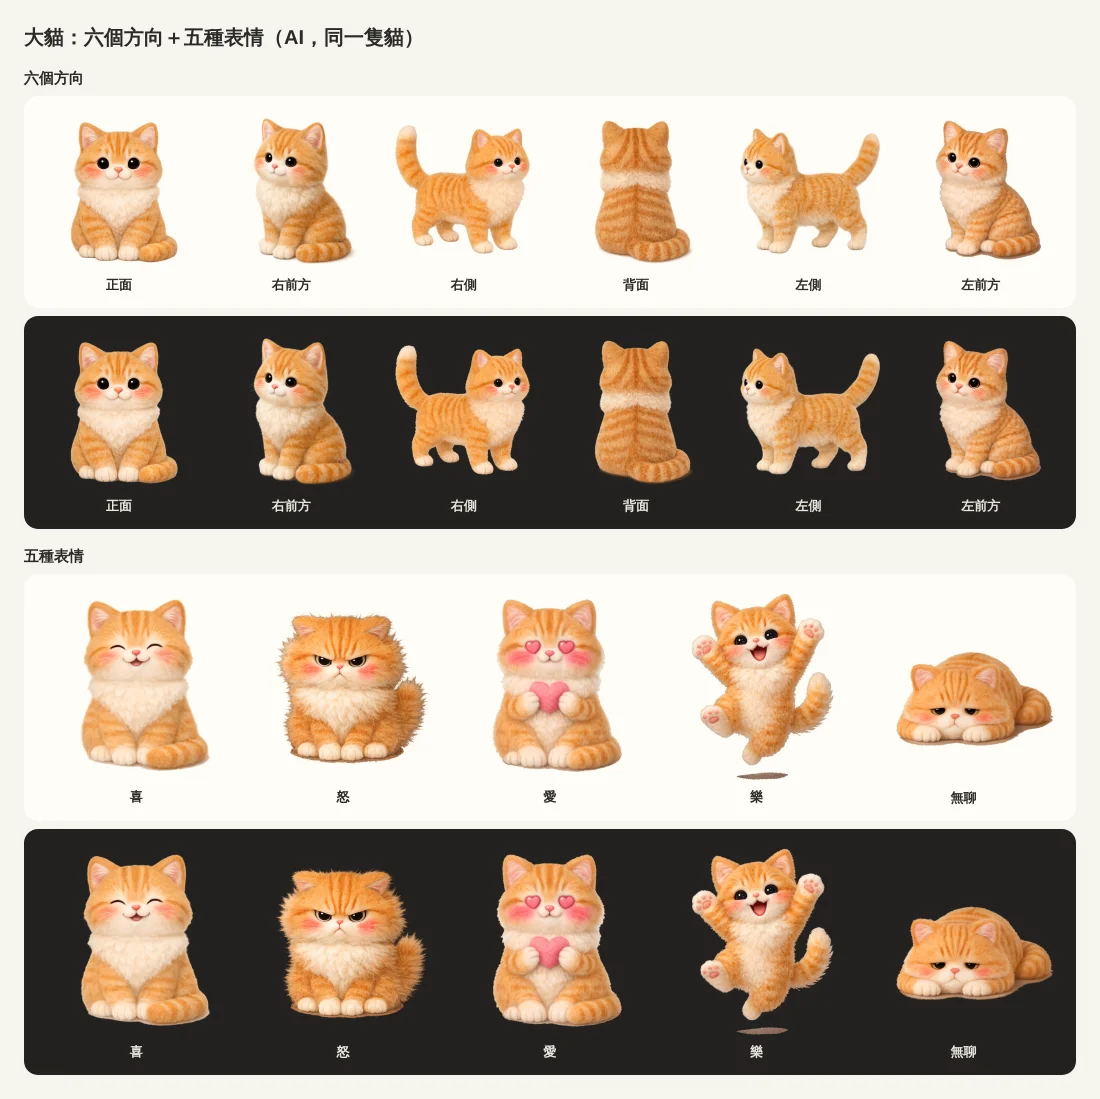 大貓：六個方向＋五種表情（AI，同一隻貓）
六個方向
正面 右前方 右側 背面 左側 左前方
正面 右前方 右側 背面 左側 左前方
五種表情
喜 怒 愛 樂 無聊
喜 怒 愛 樂 無聊